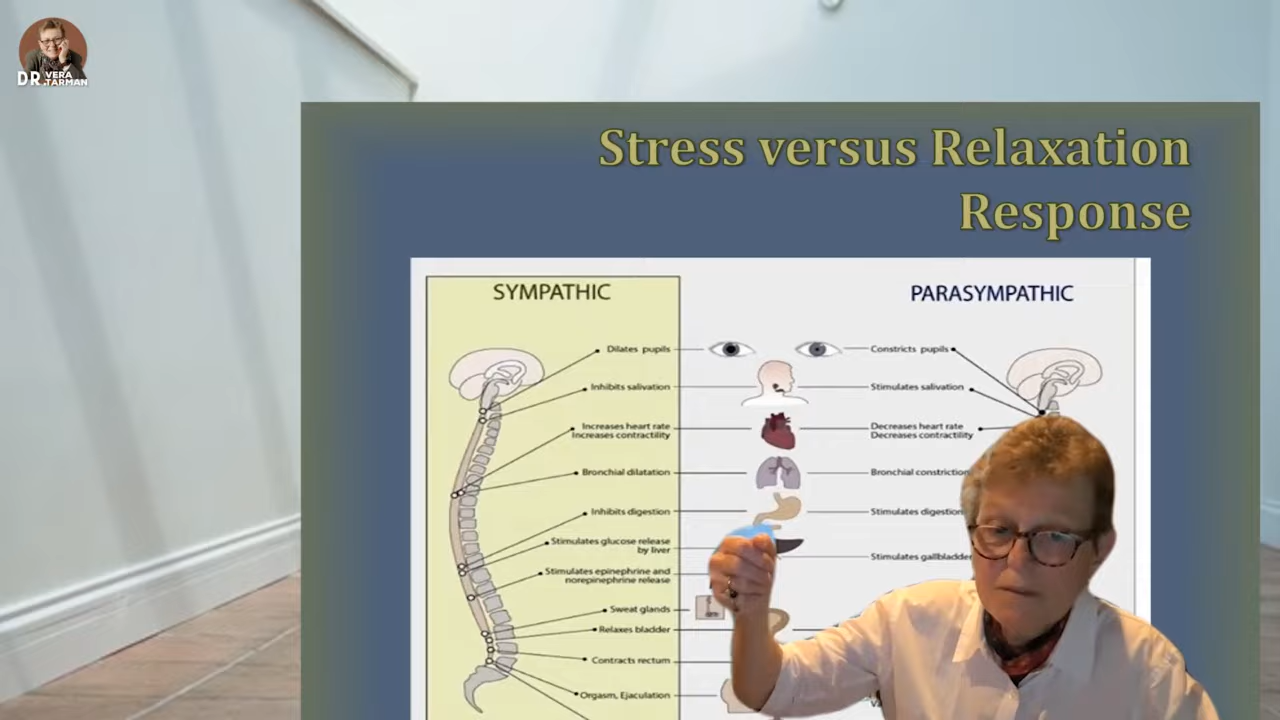 DR. VERA TARMAN
Stress versus Relaxation
Response
SYMPATHIC
PARASYMPATHIC
Dilates pupils
Constricts pupils
Inhibits salivation
Stimulates salivation
Increases heart rate
Increases contractility
Decreases heart rate
Decreases contractility
Bronchial dilatation
Bronchial constriction
Inhibits digestion
Stimulates digestion
Stimulates glucose release
by liver
Stimulates gallbladder
Stimulates epinephrine and
norepinephrine release
Sweat glands
Relaxes bladder
Contracts rectum
Orgasm, Ejaculation